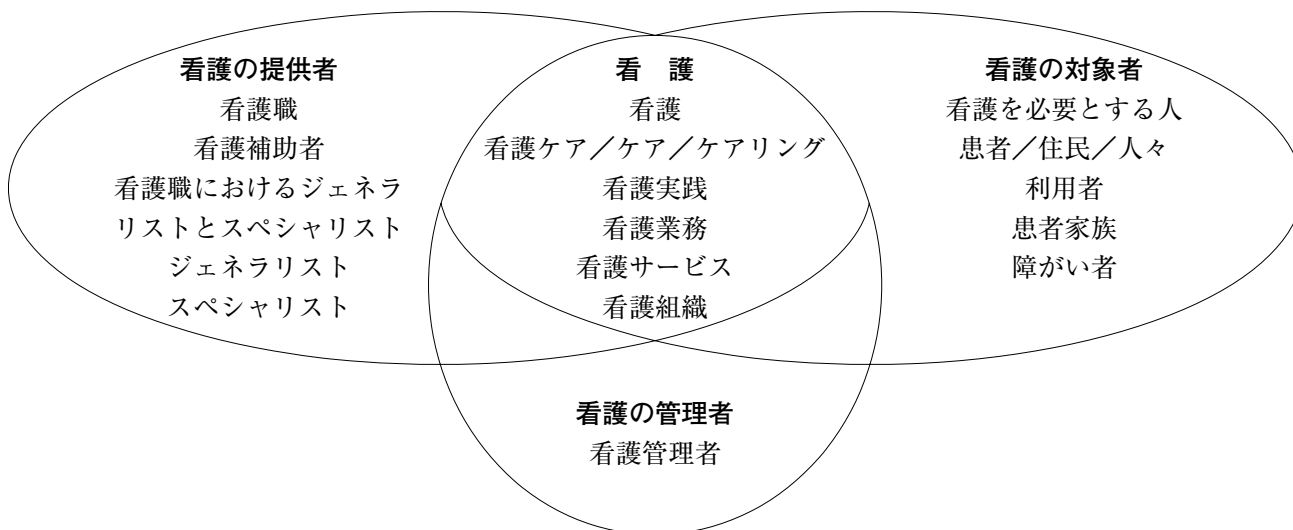 看護の提供者
看護職
看護補助者
看護職におけるジェネラ
リストとスペシャリスト
ジェネラリスト
スペシャリスト
看　護
看護
看護ケア／ケア／ケアリング
看護実践
看護業務
看護サービス
看護組織
看護の対象者
看護を必要とする人
患者／住民／人々
利用者
患者家族
障がい者
看護の管理者
看護管理者